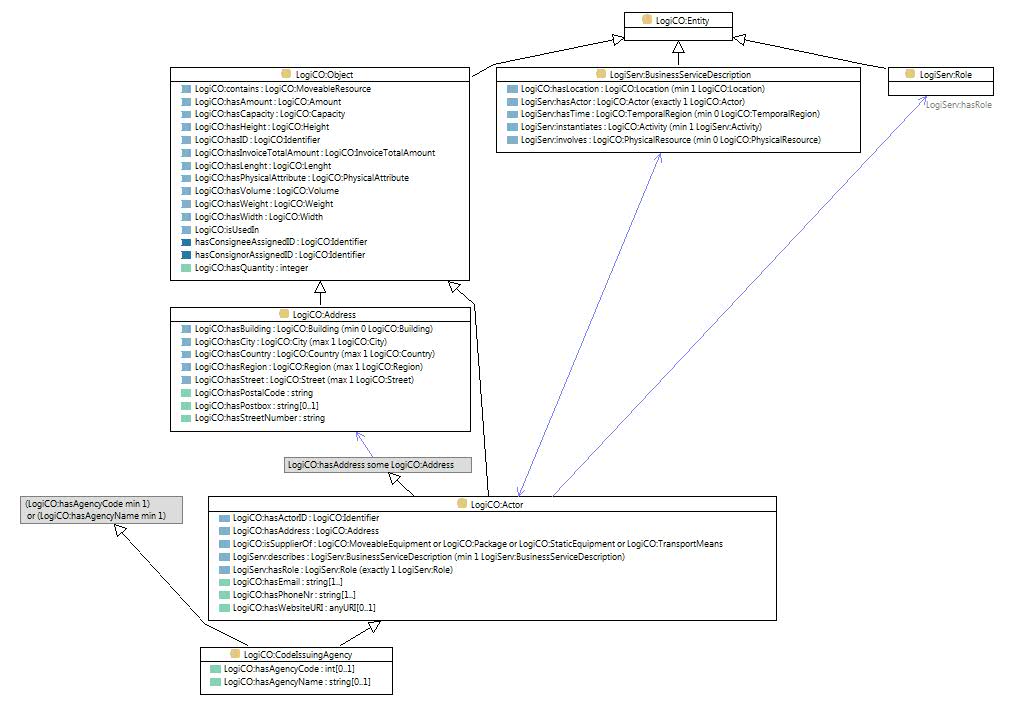 LogiCO:Entity
LogiCO:Object
LogiCO:contains : LogiCO:MoveableResource
LogiCO:hasAmount : LogiCO:Amount
LogiCO:hasCapacity : LogiCO:Capacity
LogiCO:hasHeight : LogiCO:Height
LogiCO:hasID : LogiCO:Identifier
LogiCO:hasInvoiceTotalAmount : LogiCO:InvoiceTotalAmount
LogiCO:hasLenght : LogiCO:Lenght
LogiCO:hasPhysicalAttribute : LogiCO:PhysicalAttribute
LogiCO:hasVolume : LogiCO:Volume
LogiCO:hasWeight : LogiCO:Weight
LogiCO:hasWidth : LogiCO:Width
LogiCO:isUsedIn
hasConsigneeAssignedID : LogiCO:Identifier
hasConsignorAssignedID : LogiCO:Identifier
LogiCO:hasQuantity : integer
LogiServ:BusinessServiceDescription
LogiCO:hasLocation : LogiCO:Location (min 1 LogiCO:Location)
LogiServ:hasActor : LogiCO:Actor (exactly 1 LogiCO:Actor)
LogiServ:hasTime : LogiCO:TemporalRegion (min 0 LogiCO:TemporalRegion)
LogiServ:instantiates : LogiCO:Activity (min 1 LogiServ:Activity)
LogiServ:involves : LogiCO:PhysicalResource (min 0 LogiCO:PhysicalResource)
LogiServ:Role
LogiServ:hasRole
LogiCO:Address
LogiCO:hasBuilding : LogiCO:Building (min 0 LogiCO:Building)
LogiCO:hasCity : LogiCO:City (max 1 LogiCO:City)
LogiCO:hasCountry : LogiCO:Country (max 1 LogiCO:Country)
LogiCO:hasRegion : LogiCO:Region (max 1 LogiCO:Region)
LogiCO:hasStreet : LogiCO:Street (max 1 LogiCO:Street)
LogiCO:hasPostalCode : string
LogiCO:hasPostbox : string[0..1]
LogiCO:hasStreetNumber : string
LogiCO:hasAddress some LogiCO:Address
(LogiCO:hasAgencyCode min 1)
or (LogiCO:hasAgencyName min 1)
LogiCO:Actor
LogiCO:hasActorID : LogiCO:Identifier
LogiCO:hasAddress : LogiCO:Address
LogiCO:isSupplierOf : LogiCO:MoveableEquipment or LogiCO:Package or LogiCO:StaticEquipment or LogiCO:TransportMeans
LogiServ:describes : LogiServ:BusinessServiceDescription (min 1 LogiServ:BusinessServiceDescription)
LogiServ:hasRole : LogiServ:Role (exactly 1 LogiServ:Role)
LogiCO:hasEmail : string[1..]
LogiCO:hasPhoneNr : string[1..]
LogiCO:hasWebsiteURI : anyURI[0..1]
LogiCO:CodeIssuingAgency
LogiCO:hasAgencyCode : int[0..1]
LogiCO:hasAgencyName : string[0..1]